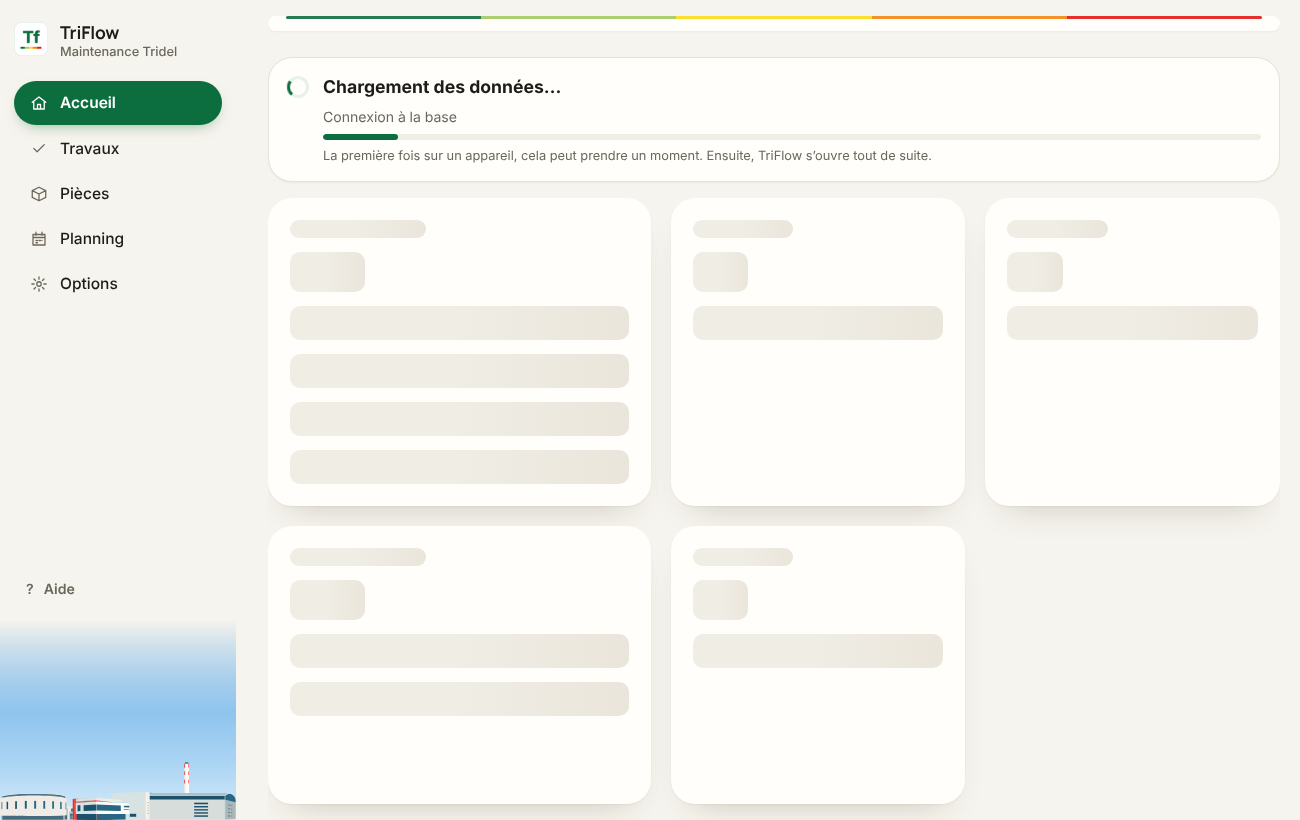 Tf
TriFlow
Maintenance Tridel
Accueil
Travaux
Pièces
Planning
Options
? Aide
Chargement des données…
Connexion à la base
La première fois sur un appareil, cela peut prendre un moment. Ensuite, TriFlow s’ouvre tout de suite.